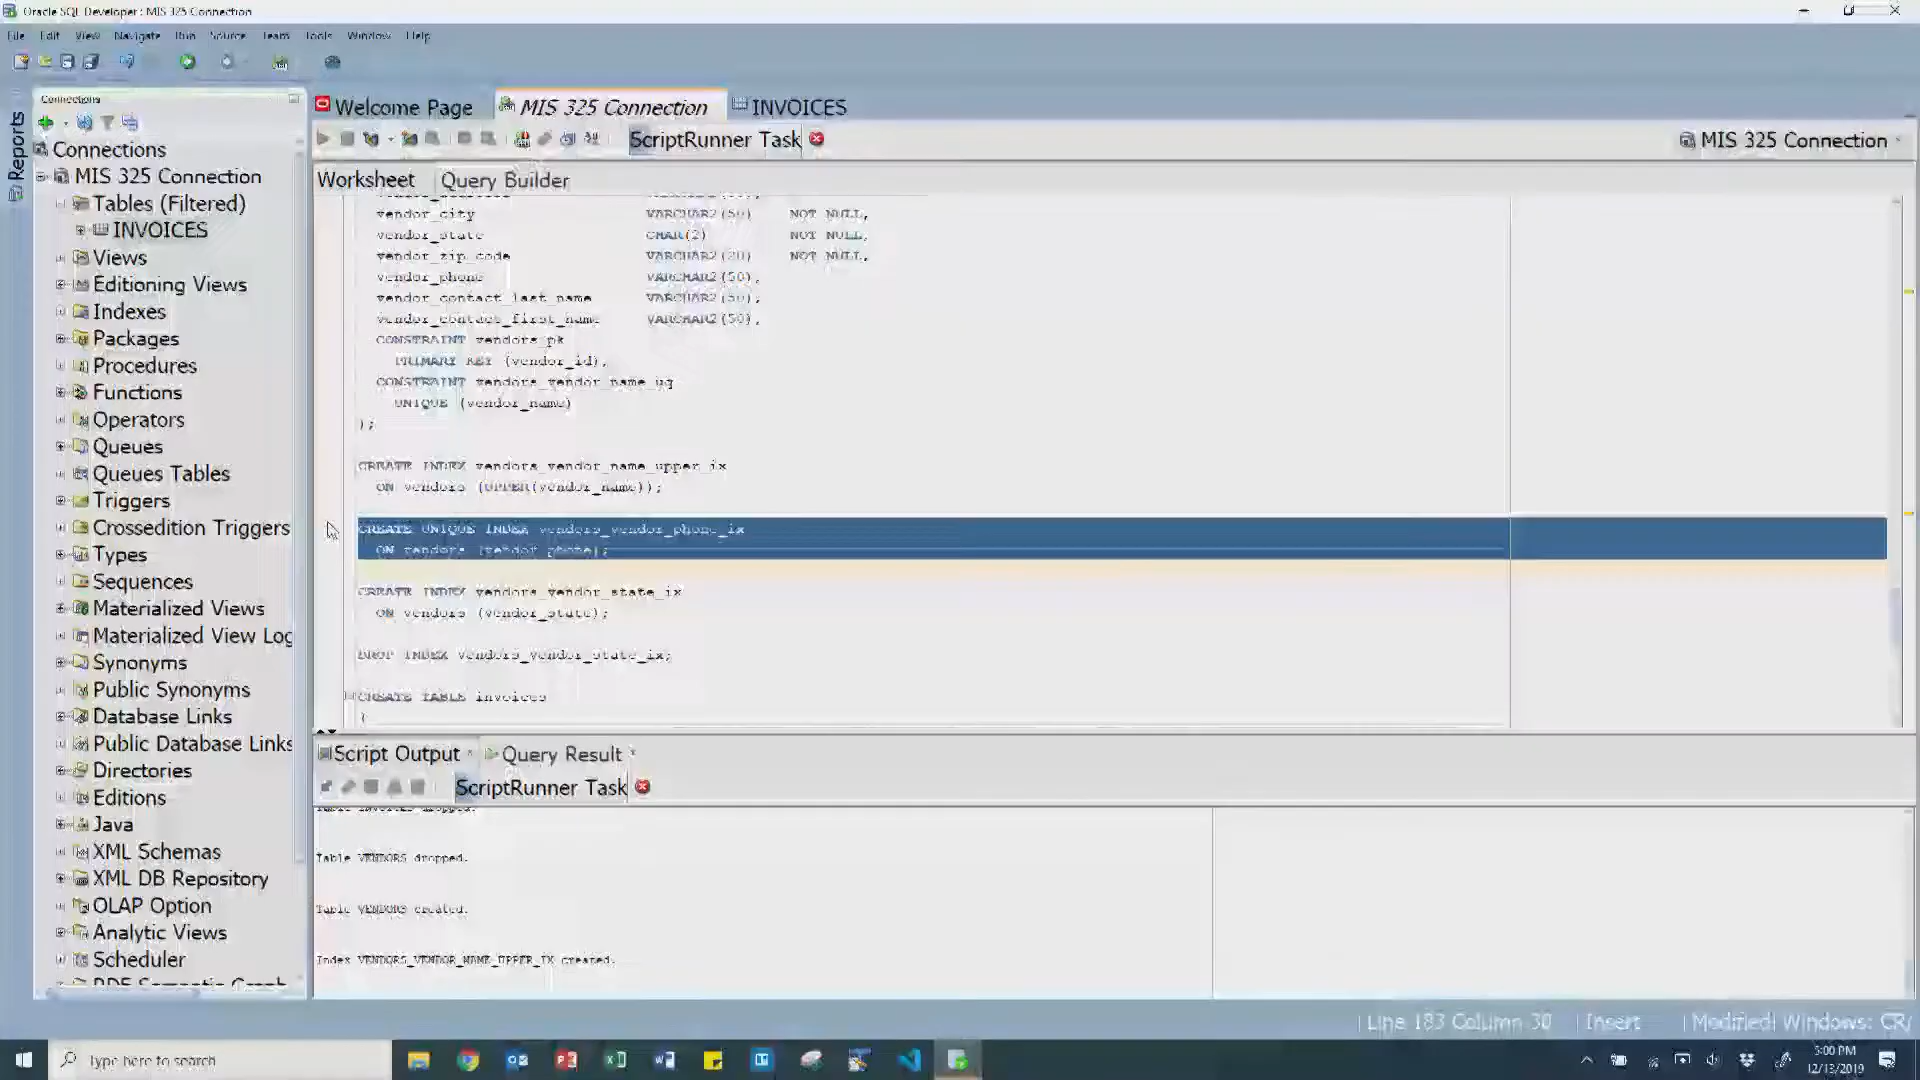 Oracle SQL Developer : MIS 325 Connection
File Edit View Navigate Run Source Team Tools Window Help
Connections
Welcome Page
MIS 325 Connection
INVOICES
Reports
ScriptRunner Task
MIS 325 Connection
Worksheet
Query Builder
Connections
MIS 325 Connection
Tables (Filtered)
INVOICES
Views
Editioning Views
Indexes
Packages
Procedures
Functions
Operators
Queues
Queues Tables
Triggers
Crossedition Triggers
Types
Sequences
Materialized Views
Materialized View Log
Synonyms
Public Synonyms
Database Links
Public Database Links
Directories
Editions
Java
XML Schemas
XML DB Repository
OLAP Option
Analytic Views
Scheduler
vendor_city VARCHAR2(50) NOT NULL,
vendor_state CHAR(2) NOT NULL,
vendor_zip_code VARCHAR2(20) NOT NULL,
vendor_phone VARCHAR2(50),
vendor_contact_last_name VARCHAR2(50),
vendor_contact_first_name VARCHAR2(50),
CONSTRAINT vendors_pk
PRIMARY KEY (vendor_id),
CONSTRAINT vendors_vendor_name_uq
UNIQUE (vendor_name)
);
CREATE INDEX vendors_vendor_name_upper_ix
ON vendors (UPPER(vendor_name));
CREATE UNIQUE INDEX vendors_vendor_phone_ix
ON vendors (vendor_phone);
CREATE INDEX vendors_vendor_state_ix
ON vendors (vendor_state);
DROP INDEX vendors_vendor_state_ix;
CREATE TABLE invoices
(
Script Output
Query Result
ScriptRunner Task
Table INVOICES dropped.
Table VENDORS dropped.
Table VENDORS created.
Index VENDORS_VENDOR_NAME_UPPER_IX created.
Line 183 Column 30
Insert
Modified
Windows: CR/
Type here to search
5:00 PM
12/13/2019